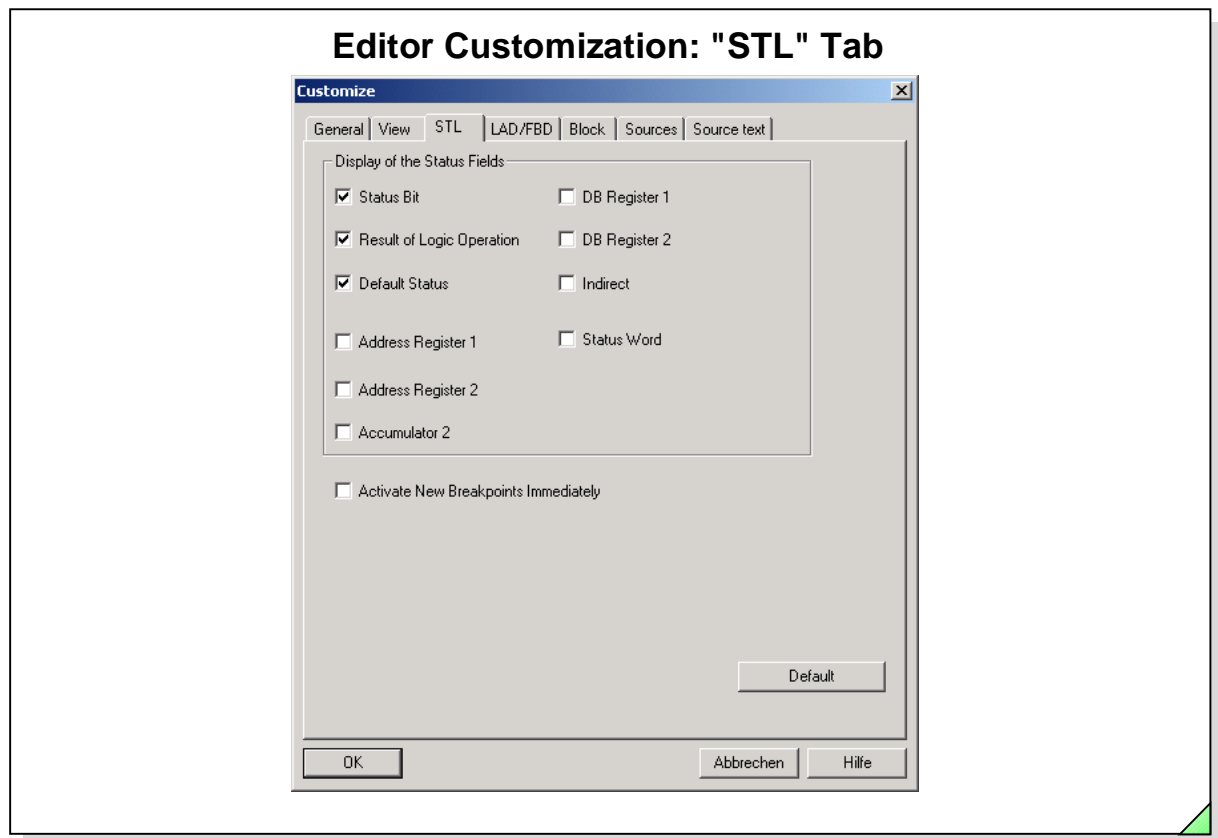 Editor Customization: "STL" Tab
Customize
General View STL LAD/FBD Block Sources Source text
Display of the Status Fields
Status Bit DB Register 1
Result of Logic Operation DB Register 2
Default Status Indirect
Address Register 1 Status Word
Address Register 2
Accumulator 2
Activate New Breakpoints Immediately
Default
OK Abbrechen Hilfe